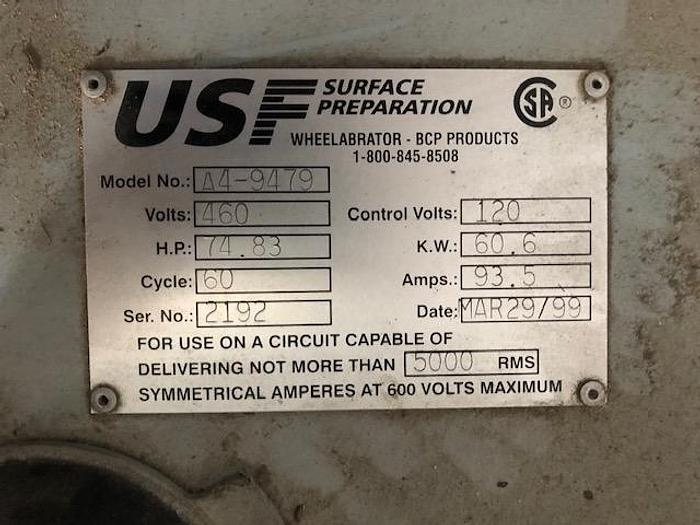 USF SURFACE PREPARATION
CSA ®
WHEELABRATOR - BCP PRODUCTS
1-800-845-8508
Model No.: A4-9479
Volts: 460 Control Volts: 120
H.P.: 74.83 K.W.: 60.6
Cycle: 60 Amps.: 93.5
Ser. No.: 2192 Date: MAR29/99
FOR USE ON A CIRCUIT CAPABLE OF
DELIVERING NOT MORE THAN 5000 RMS
SYMMETRICAL AMPERES AT 600 VOLTS MAXIMUM